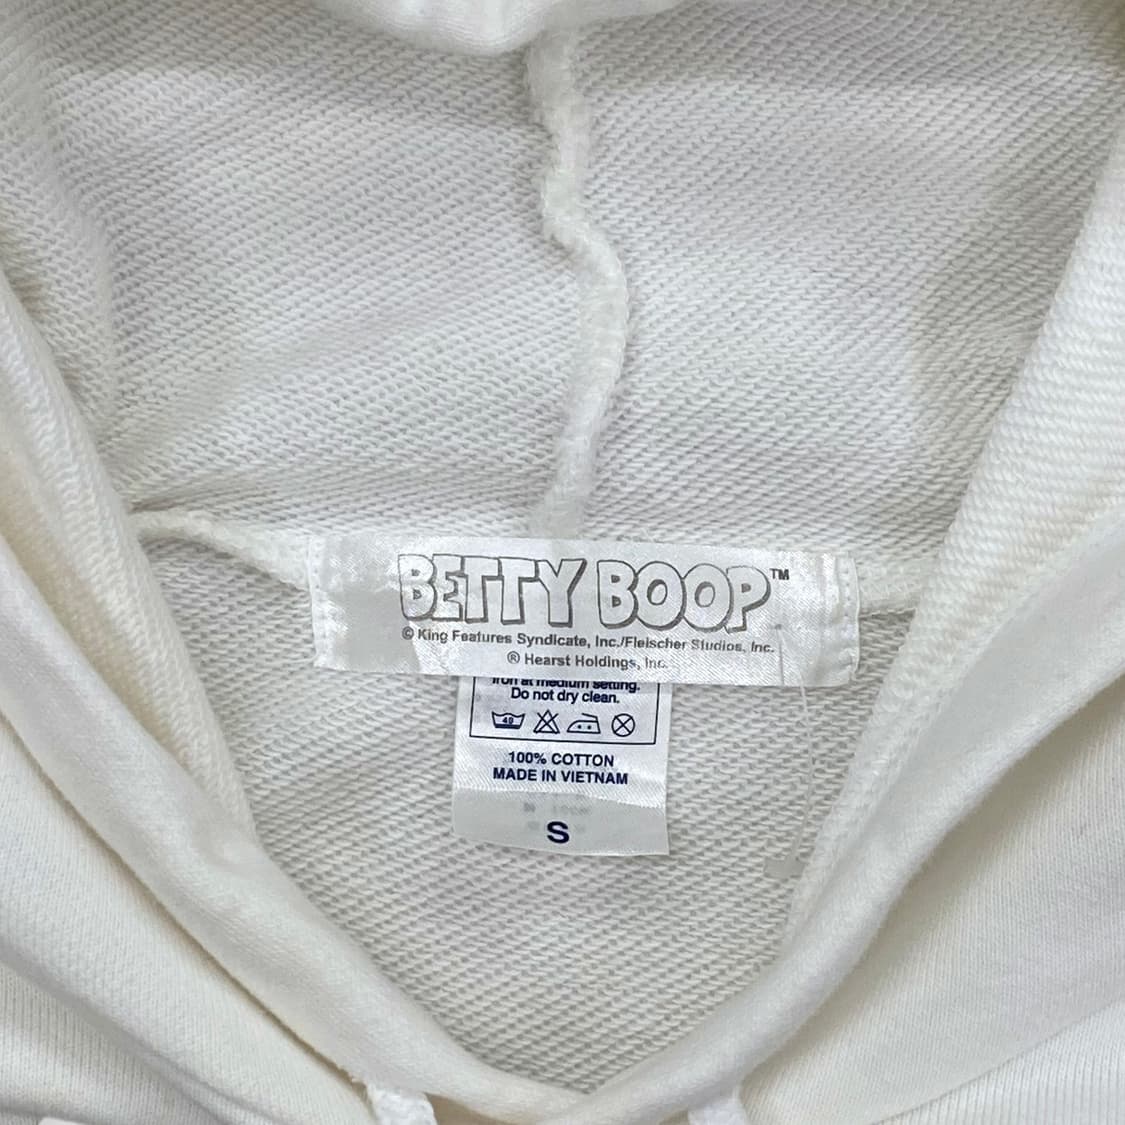 BETTY BOOP™
© King Features Syndicate, Inc./Fleischer Studios, Inc.
® Hearst Holdings, Inc.
Iron at medium setting.
Do not dry clean.
40
100% COTTON
MADE IN VIETNAM
S